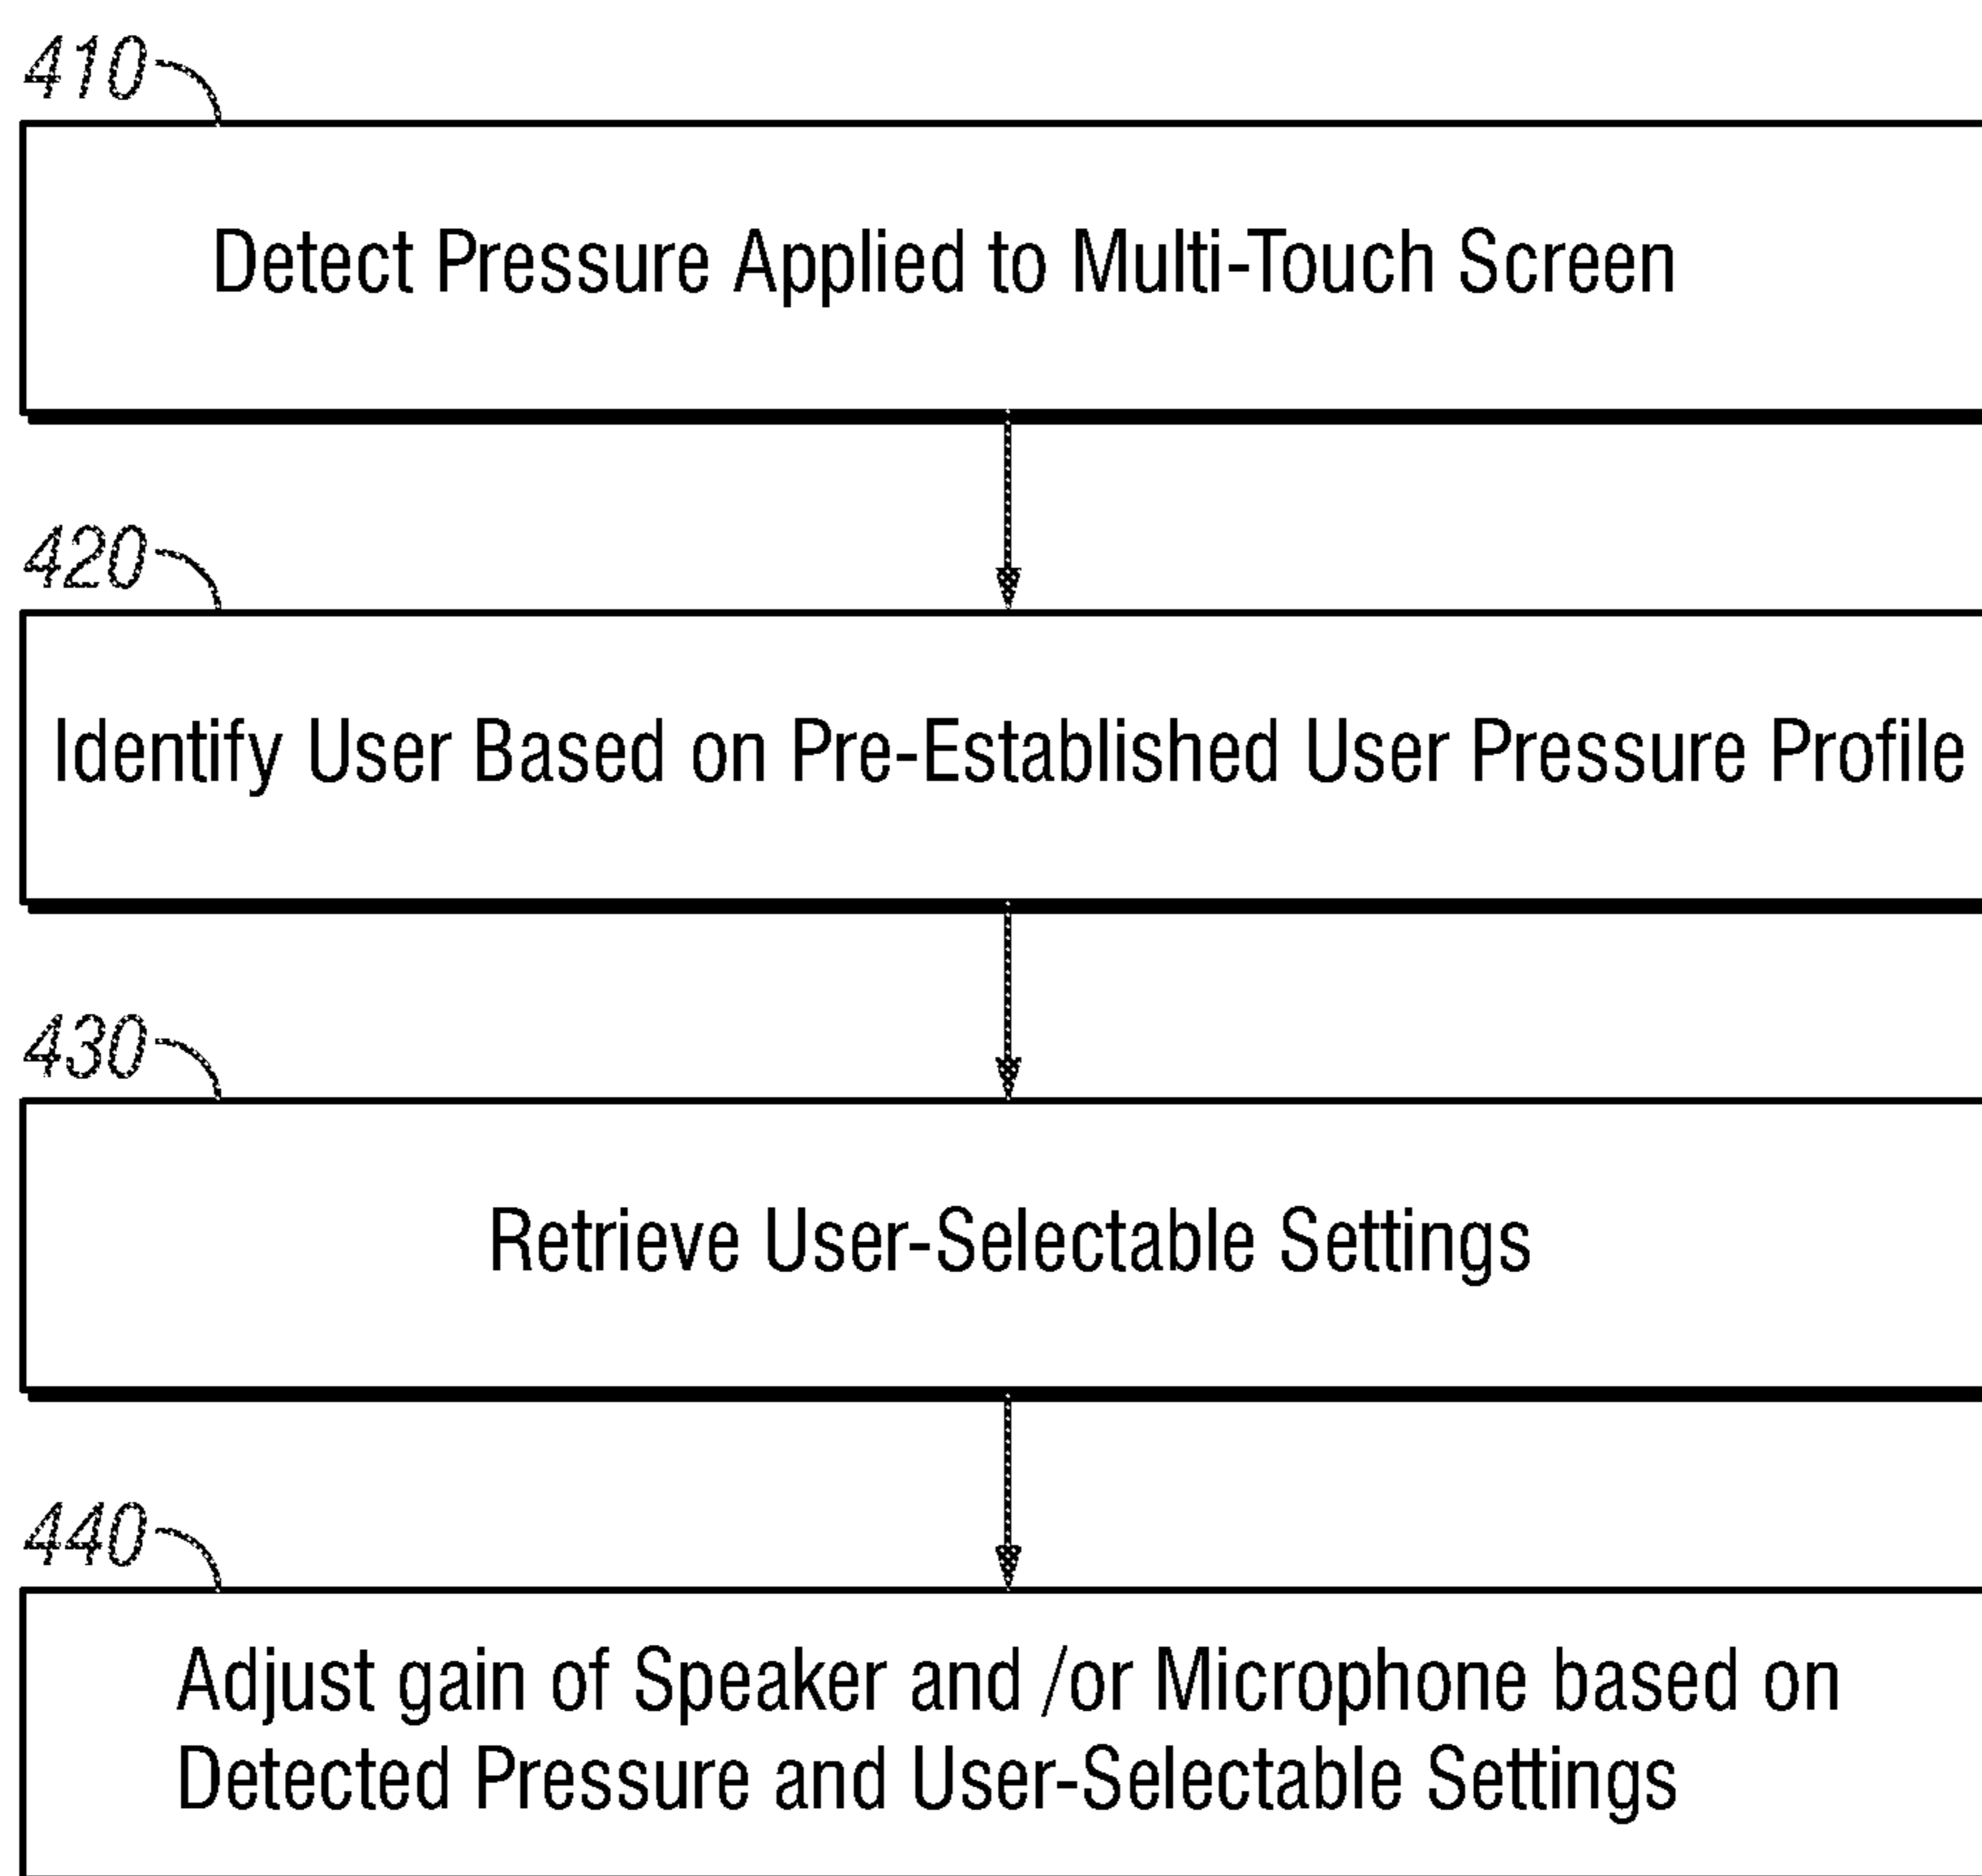 410
Detect Pressure Applied to Multi-Touch Screen
420
Identify User Based on Pre-Established User Pressure Profile
430
Retrieve User-Selectable Settings
440
Adjust gain of Speaker and /or Microphone based on
Detected Pressure and User-Selectable Settings